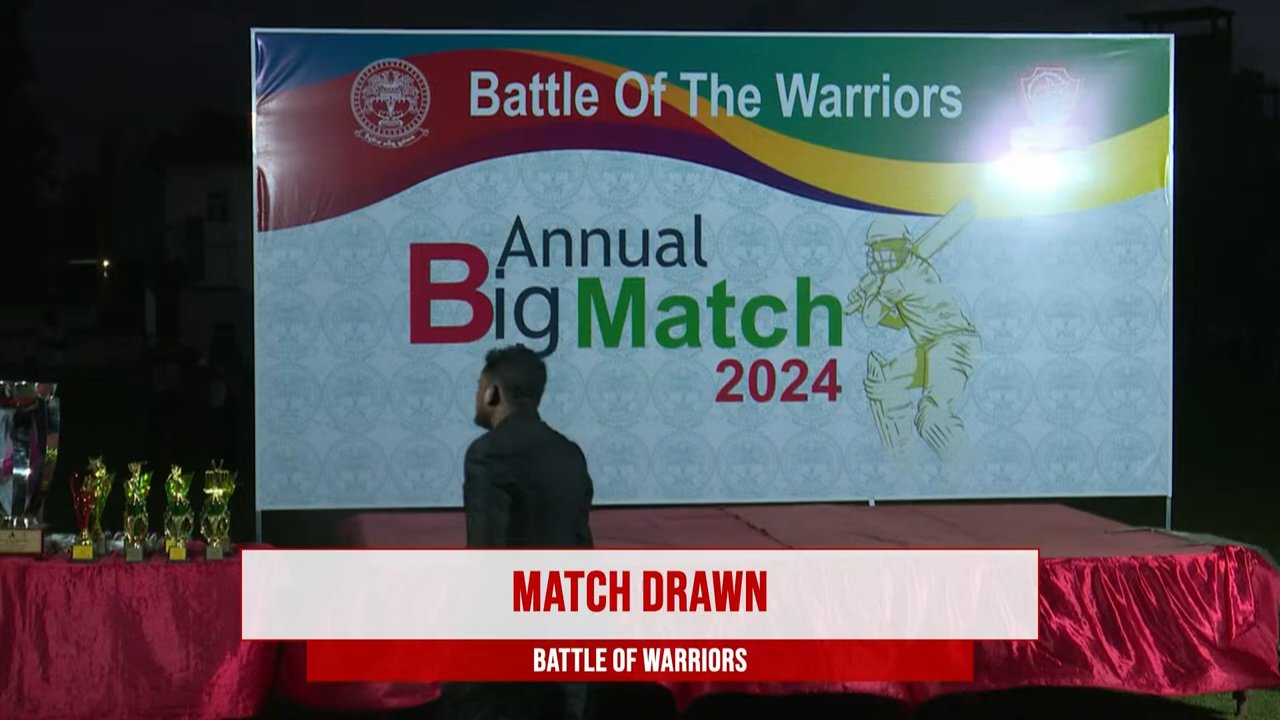 Battle Of The Warriors
Annual
Big Match
2024
MATCH DRAWN
BATTLE OF WARRIORS